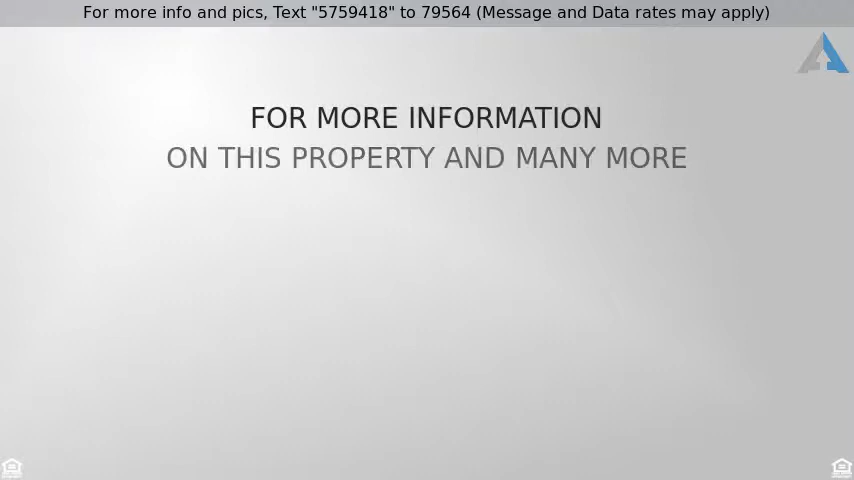 For more info and pics, Text "5759418" to 79564 (Message and Data rates may apply)
FOR MORE INFORMATION
ON THIS PROPERTY AND MANY MORE